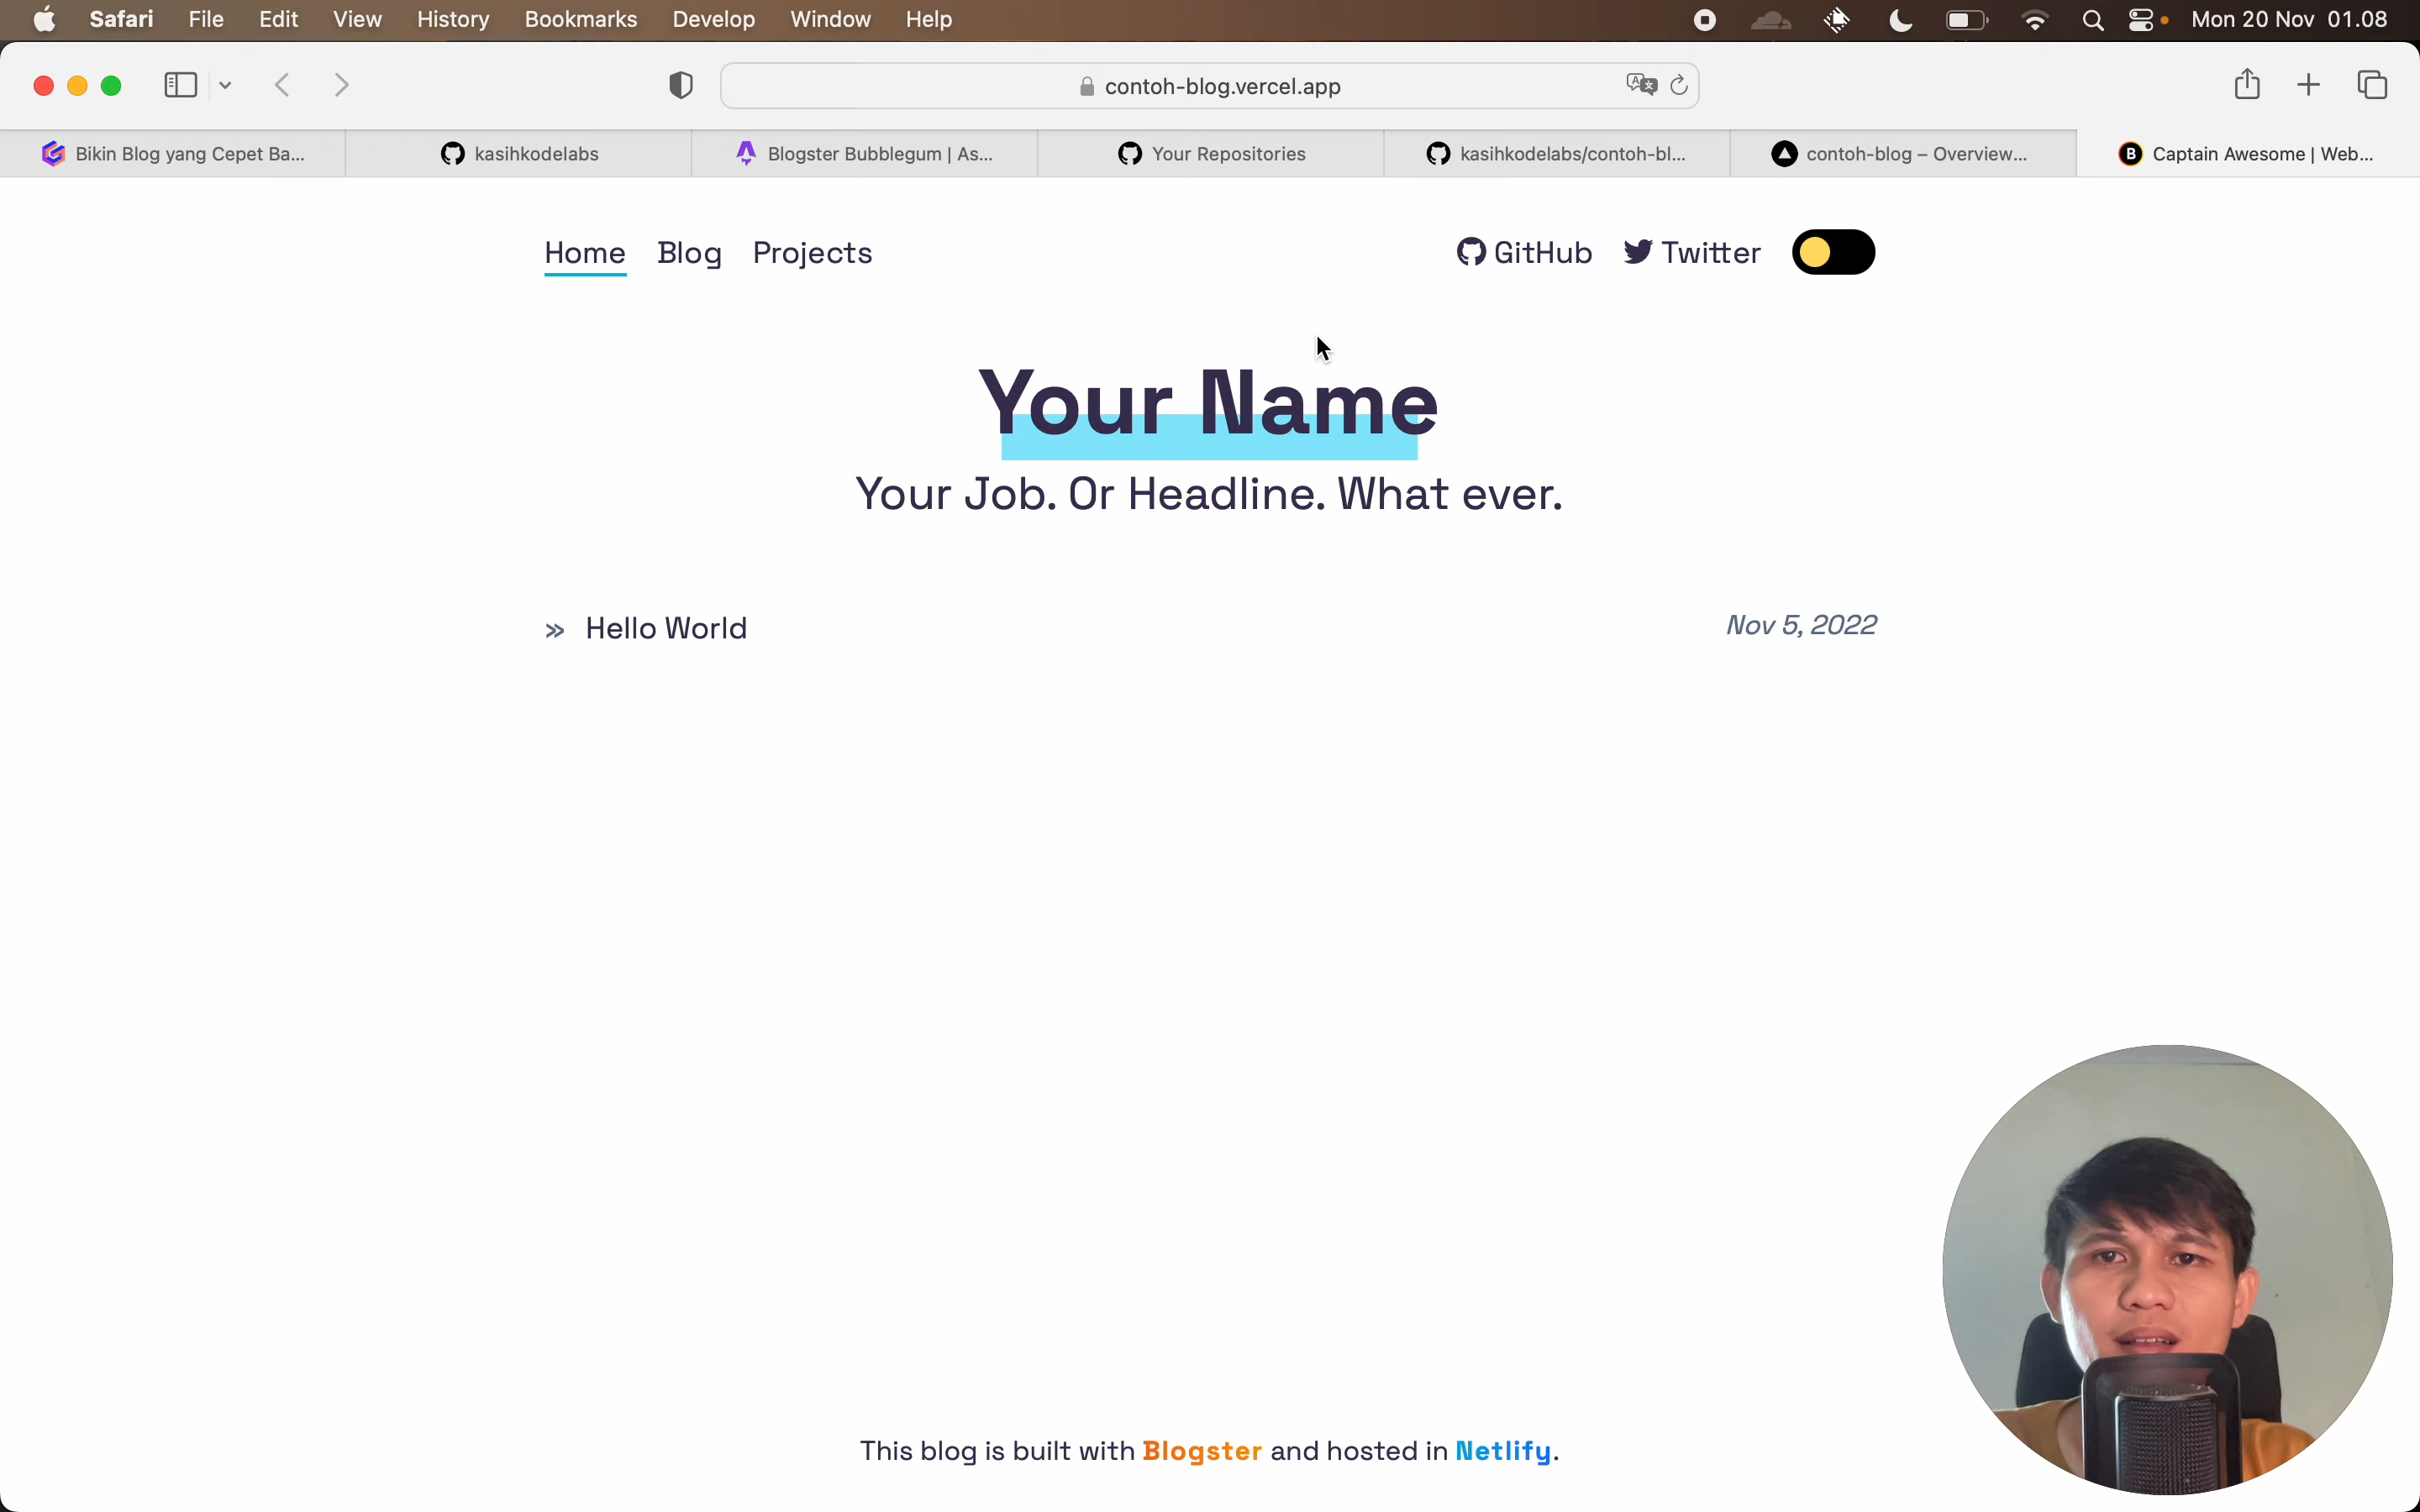 Safari File Edit View History Bookmarks Develop Window Help Mon 20 Nov 01.08
contoh-blog.vercel.app
Bikin Blog yang Cepet Ba... kasihkodelabs Blogster Bubblegum | As... Your Repositories kasihkodelabs/contoh-bl... contoh-blog – Overview... B Captain Awesome | Web...
Home Blog Projects GitHub Twitter
Your Name
Your Job. Or Headline. What ever.
» Hello World Nov 5, 2022
This blog is built with Blogster and hosted in Netlify.